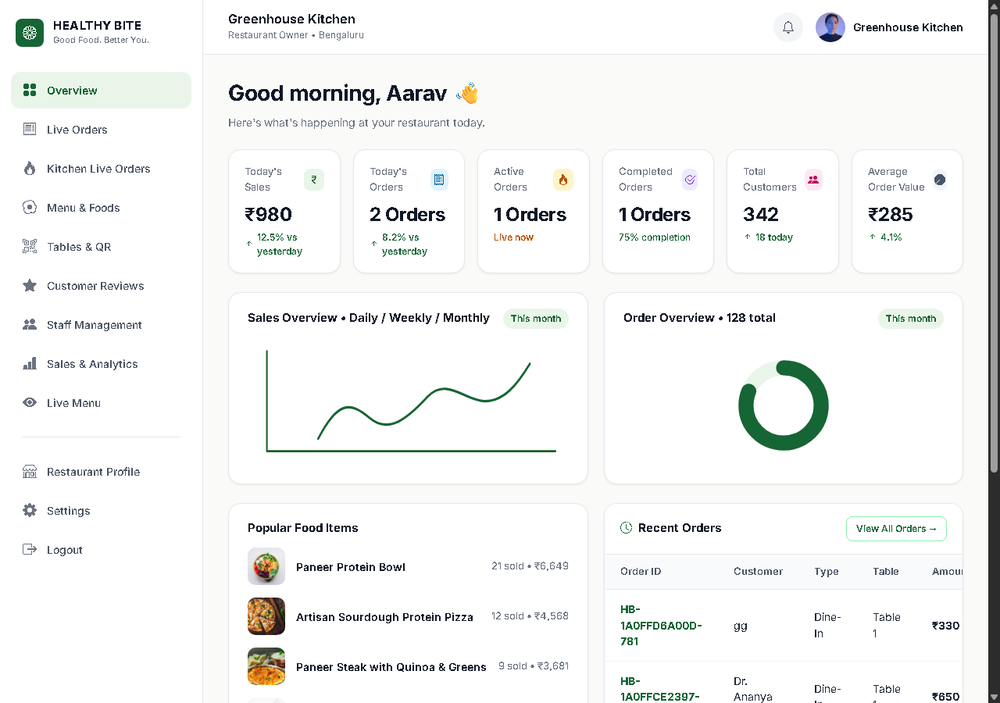 HEALTHY BITE
Good Food. Better You.
Overview
Live Orders
Kitchen Live Orders
Menu & Foods
Tables & QR
Customer Reviews
Staff Management
Sales & Analytics
Live Menu
Restaurant Profile
Settings
Logout
Greenhouse Kitchen
Restaurant Owner • Bengaluru
Greenhouse Kitchen
Good morning, Aarav 👋
Here's what's happening at your restaurant today.
Today's
Sales
₹
₹980
↑ 12.5% vs
yesterday
Today's
Orders
2 Orders
↑ 8.2% vs
yesterday
Active
Orders
1 Orders
Live now
Completed
Orders
1 Orders
75% completion
Total
Customers
342
↑ 18 today
Average
Order Value
₹285
↑ 4.1%
Sales Overview • Daily / Weekly / Monthly
This month
Order Overview • 128 total
This month
Popular Food Items
Paneer Protein Bowl
21 sold • ₹6,649
Artisan Sourdough Protein Pizza
12 sold • ₹4,568
Paneer Steak with Quinoa & Greens
9 sold • ₹3,681
Recent Orders
View All Orders →
Order ID Customer Type Table Amou
HB-
1A0FFD6A00D-
781
gg
Dine-
In
Table
1
₹330
HB-
1A0FFCE2397-
Dr.
Ananya
Dine-
Table
₹650